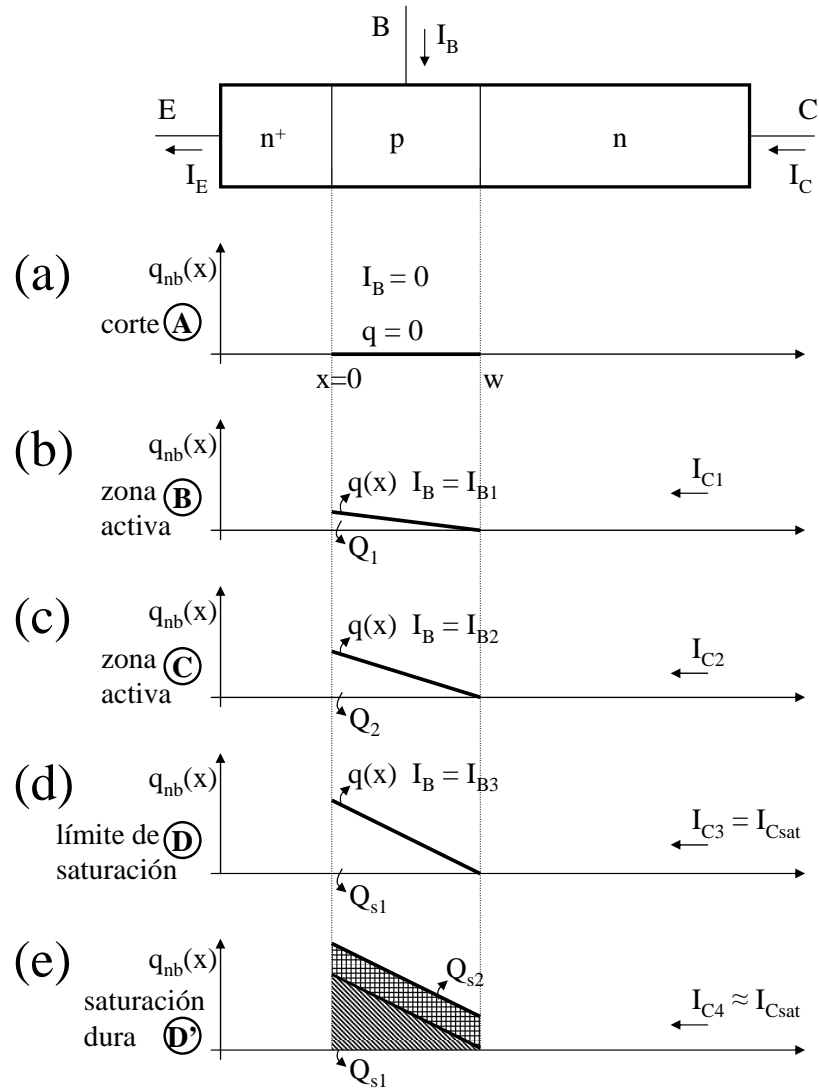 B
I_B
E
C
n+
p
n
I_E
I_C
(a)
q_nb(x)
I_B = 0
corte A
q = 0
x=0
w
(b)
q_nb(x)
zona B
activa
q(x) I_B = I_B1
I_C1
Q_1
(c)
q_nb(x)
zona C
activa
q(x) I_B = I_B2
I_C2
Q_2
(d)
q_nb(x)
q(x) I_B = I_B3
límite de D
saturación
I_C3 = I_Csat
Q_s1
(e)
q_nb(x)
Q_s2
saturación
dura D'
I_C4 ≈ I_Csat
Q_s1